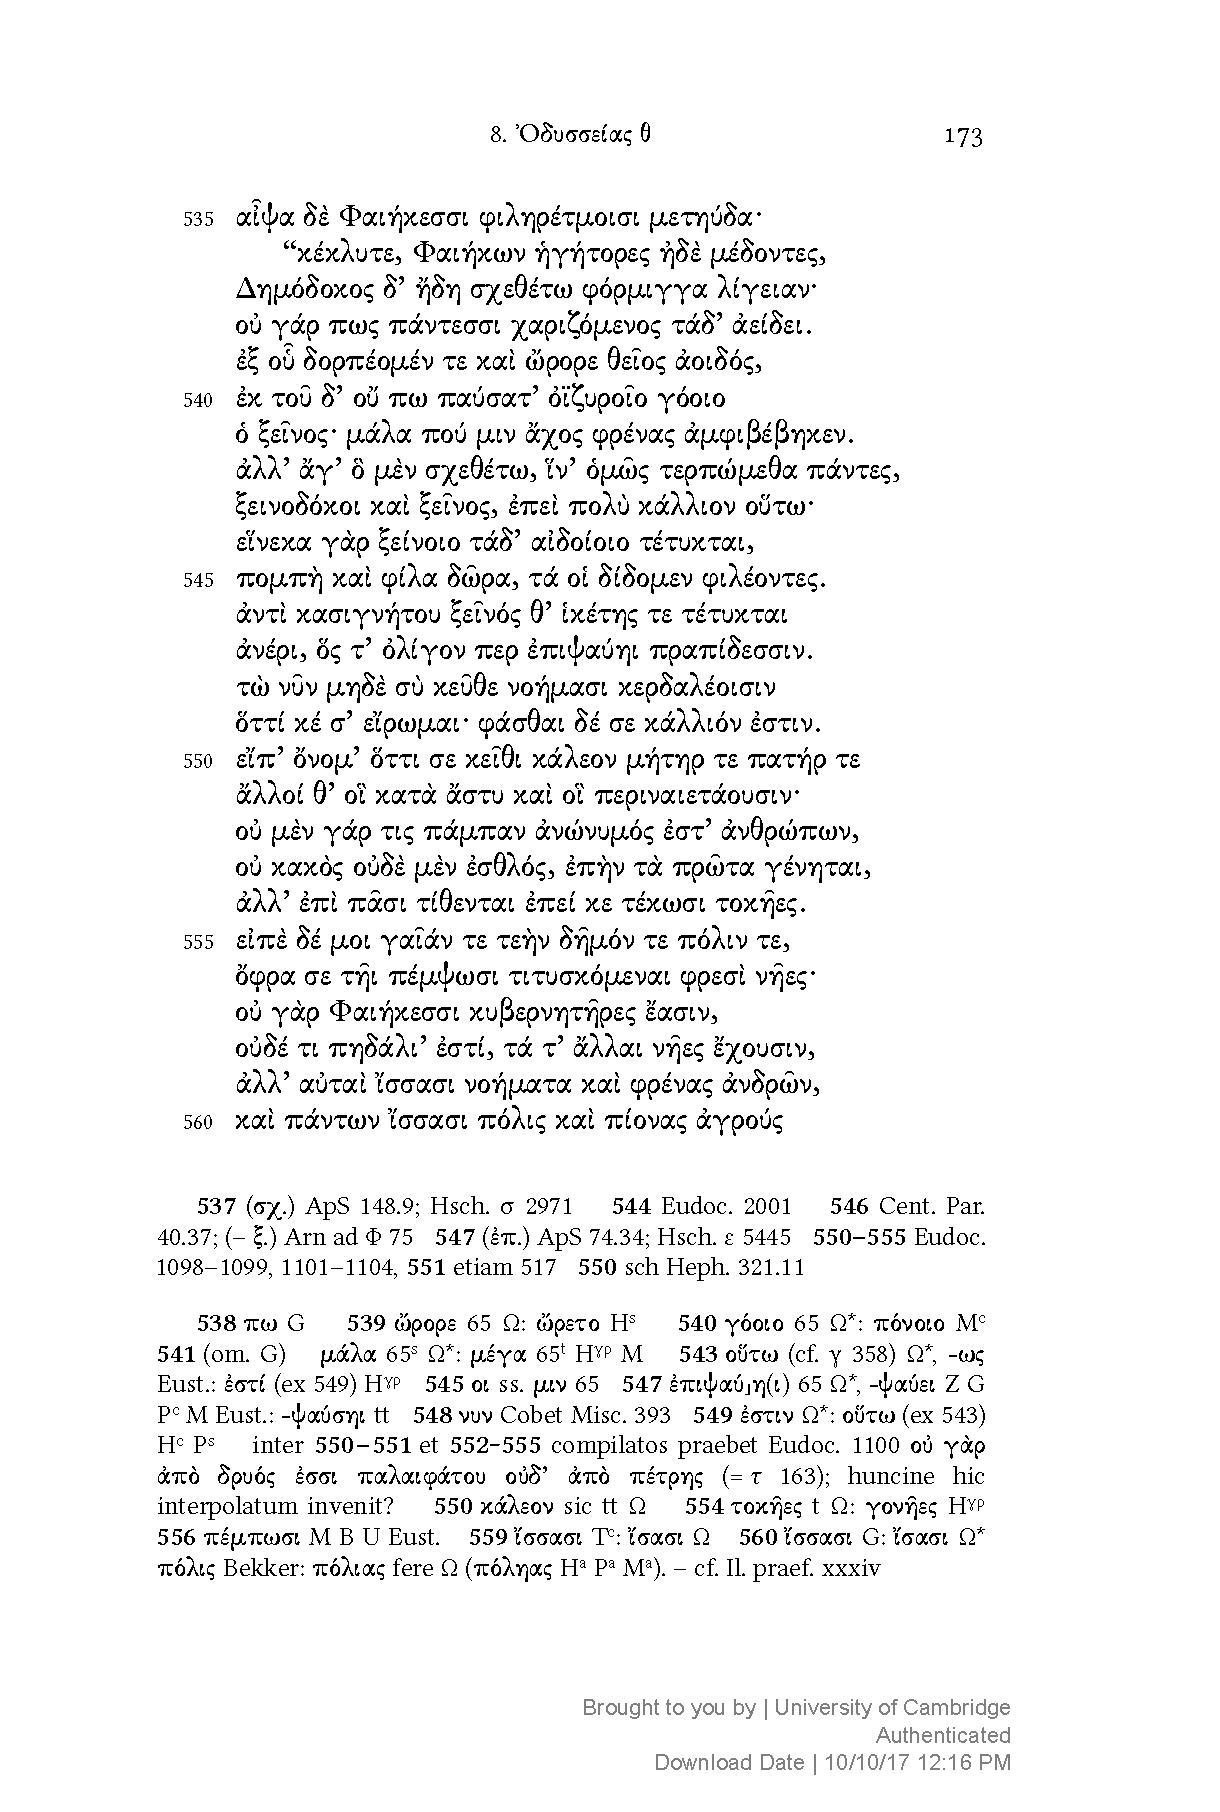 8. Ὀδυσσείας θ 173
535 αἶψα δὲ Φαιήκεσσι φιληρέτμοισι μετηύδα·
“κέκλυτε, Φαιήκων ἡγήτορες ἠδὲ μέδοντες,
Δημόδοκος δ’ ἤδη σχεθέτω φόρμιγγα λίγειαν·
οὐ γάρ πως πάντεσσι χαριζόμενος τάδ’ ἀείδει.
ἐξ οὗ δορπέομέν τε καὶ ὤρορε θεῖος ἀοιδός,
540 ἐκ τοῦ δ’ οὔ πω παύσατ’ ὀϊζυροῖο γόοιο
ὁ ξεῖνος· μάλα πού μιν ἄχος φρένας ἀμφιβέβηκεν.
ἀλλ’ ἄγ’ ὃ μὲν σχεθέτω, ἵν’ ὁμῶς τερπώμεθα πάντες,
ξεινοδόκοι καὶ ξεῖνος, ἐπεὶ πολὺ κάλλιον οὕτω·
εἵνεκα γὰρ ξείνοιο τάδ’ αἰδοίοιο τέτυκται,
545 πομπὴ καὶ φίλα δῶρα, τά οἱ δίδομεν φιλέοντες.
ἀντὶ κασιγνήτου ξεῖνός θ’ ἱκέτης τε τέτυκται
ἀνέρι, ὅς τ’ ὀλίγον περ ἐπιψαύηι πραπίδεσσιν.
τὼ νῦν μηδὲ σὺ κεῦθε νοήμασι κερδαλέοισιν
ὅττί κέ σ’ εἴρωμαι· φάσθαι δέ σε κάλλιόν ἐστιν.
550 εἴπ’ ὄνομ’ ὅττι σε κεῖθι κάλεον μήτηρ τε πατήρ τε
ἄλλοί θ’ οἳ κατὰ ἄστυ καὶ οἳ περιναιετάουσιν·
οὐ μὲν γάρ τις πάμπαν ἀνώνυμός ἐστ’ ἀνθρώπων,
οὐ κακὸς οὐδὲ μὲν ἐσθλός, ἐπὴν τὰ πρῶτα γένηται,
ἀλλ’ ἐπὶ πᾶσι τίθενται ἐπεί κε τέκωσι τοκῆες.
555 εἰπὲ δέ μοι γαῖάν τε τεὴν δῆμόν τε πόλιν τε,
ὄφρα σε τῆι πέμψωσι τιτυσκόμεναι φρεσὶ νῆες·
οὐ γὰρ Φαιήκεσσι κυβερνητῆρες ἔασιν,
οὐδέ τι πηδάλι’ ἐστί, τά τ’ ἄλλαι νῆες ἔχουσιν,
ἀλλ’ αὐταὶ ἴσσασι νοήματα καὶ φρένας ἀνδρῶν,
560 καὶ πάντων ἴσσασι πόλις καὶ πίονας ἀγρούς
537 (σχ.) ApS 148.9; Hsch. σ 2971 544 Eudoc. 2001 546 Cent. Par.
40.37; (– ξ.) Arn ad Φ 75 547 (ἐπ.) ApS 74.34; Hsch. ε 5445 550–555 Eudoc.
1098–1099, 1101–1104, 551 etiam 517 550 sch Heph. 321.11
538 πω G 539 ὤρορε 65 Ω: ὤρετο Hˢ 540 γόοιο 65 Ω*: πόνοιο Mᶜ
541 (om. G) μάλα 65ˢ Ω*: μέγα 65ᵗ Hᵞᵖ M 543 οὕτω (cf. γ 358) Ω*, -ως
Eust.: ἐστί (ex 549) Hᵞᵖ 545 οι ss. μιν 65 547 ἐπιψαύ˩η(ι) 65 Ω*, -ψαύει Z G
Pᶜ M Eust.: -ψαύσηι tt 548 νυν Cobet Misc. 393 549 ἐστιν Ω*: οὕτω (ex 543)
Hᶜ Pˢ inter 550–551 et 552–555 compilatos praebet Eudoc. 1100 οὐ γὰρ
ἀπὸ δρυός ἐσσι παλαιφάτου οὐδ’ ἀπὸ πέτρης (= τ 163); huncine hic
interpolatum invenit? 550 κάλεον sic tt Ω 554 τοκῆες t Ω: γονῆες Hᵞᵖ
556 πέμπωσι M B U Eust. 559 ἴσσασι Tᶜ: ἴσασι Ω 560 ἴσσασι G: ἴσασι Ω*
πόλις Bekker: πόλιας fere Ω (πόληας Hᵃ Pᵃ Mᵃ). – cf. Il. praef. xxxiv
Brought to you by | University of Cambridge
Authenticated
Download Date | 10/10/17 12:16 PM